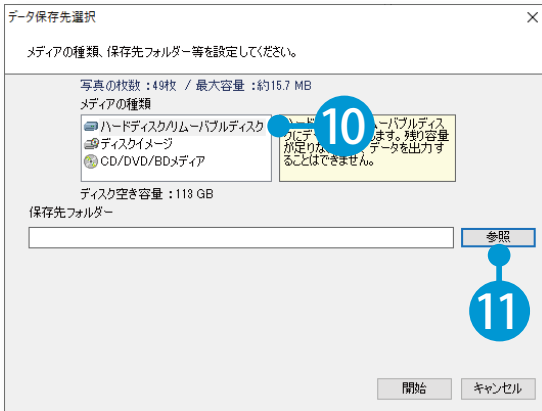 データ保存先選択
メディアの種類、保存先フォルダー等を設定してください。
写真の枚数：49枚 / 最大容量：約15.7 MB
メディアの種類
ハードディスク/リムーバブルディスク
ディスクイメージ
CD/DVD/BDメディア
ムーバブルディス
クにデー
ます。残り容量
が足りな
データを出力す
ることはできません。
10
ディスク空き容量：113 GB
保存先フォルダー
参照
11
開始
キャンセル